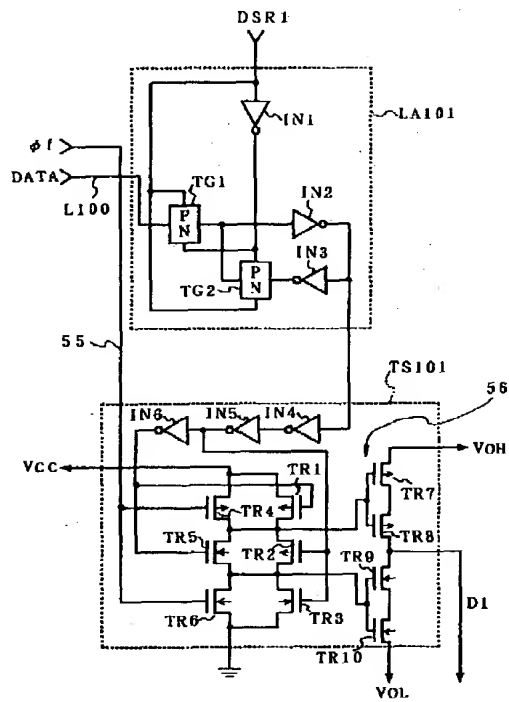 DSR1
IN1
LA101
φf
DATA
L100
TG1
P
N
IN2
IN3
P
N
TG2
55
TS101
56
IN6
IN5
IN4
VCC
TR1
VOH
TR4
TR7
TR5
TR2
TR8
TR9
TR6
TR3
D1
TR10
VOL